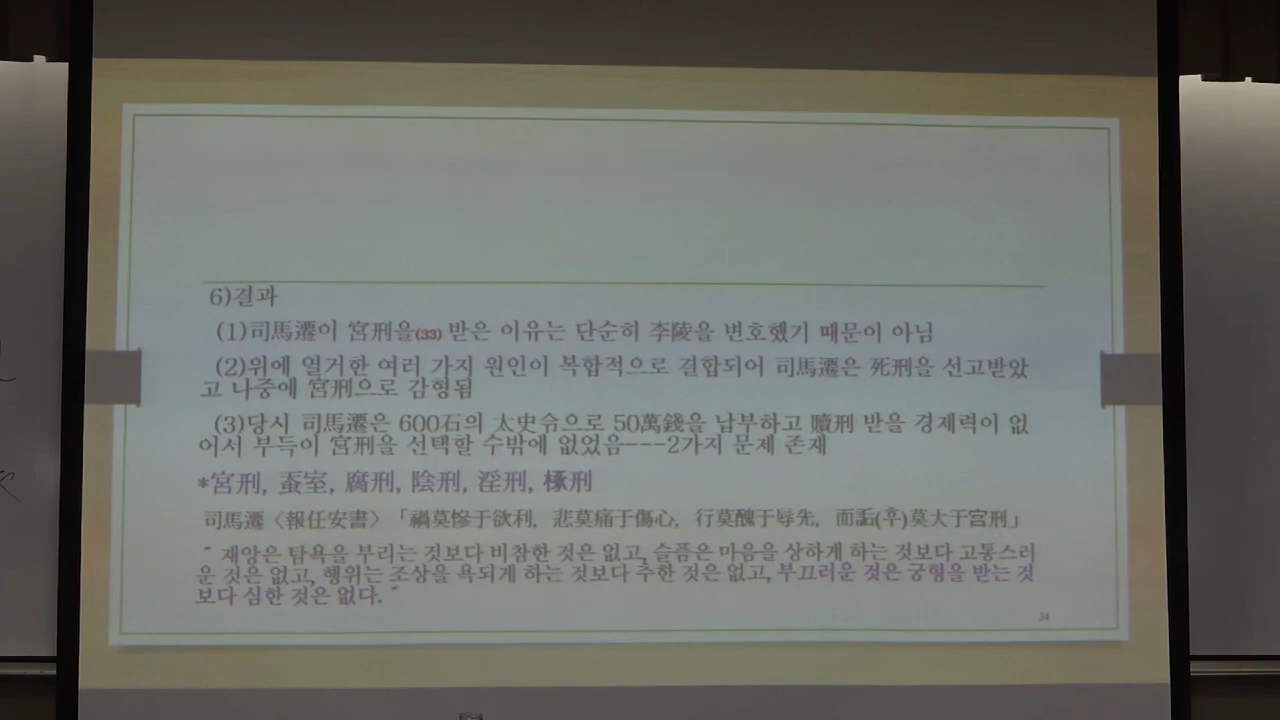 6)결과
(1)司馬遷이 宮刑을(33) 받은 이유는 단순히 李陵을 변호했기 때문이 아님
(2)위에 열거한 여러 가지 원인이 복합적으로 결합되어 司馬遷은 死刑을 선고받았
고 나중에 宮刑으로 감형됨
(3)당시 司馬遷은 600石의 太史令으로 50萬錢을 납부하고 贖刑 받을 경제력이 없
어서 부득이 宮刑을 선택할 수밖에 없었음---2가지 문제 존재
*宮刑, 蚕室, 腐刑, 陰刑, 淫刑, 椓刑
司馬遷〈報任安書〉「禍莫慘于欲利, 悲莫痛于傷心, 行莫醜于辱先, 而詬(후)莫大于宮刑」
" 재앙은 탐욕을 부리는 것보다 비참한 것은 없고, 슬픔은 마음을 상하게 하는 것보다 고통스러
운 것은 없고, 행위는 조상을 욕되게 하는 것보다 추한 것은 없고, 부끄러운 것은 궁형을 받는 것
보다 심한 것은 없다. "
34